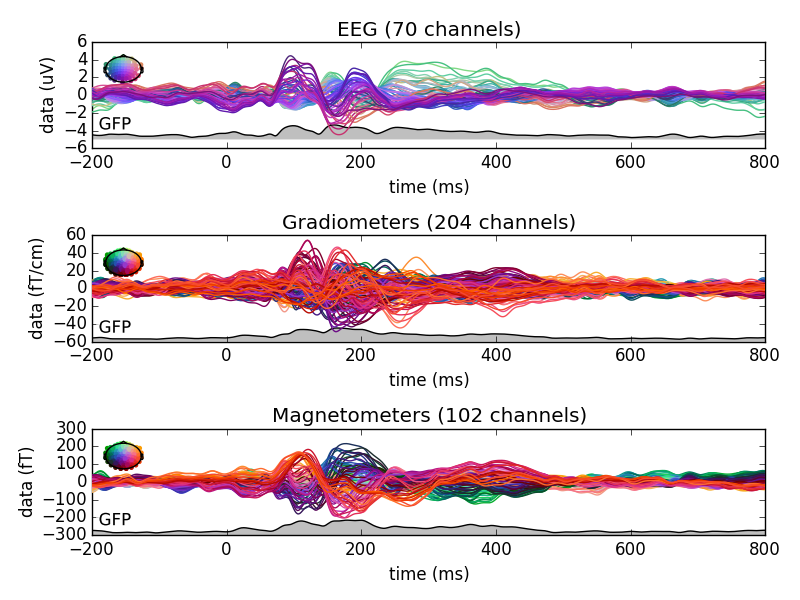 EEG (70 channels)
data (uV)
6
4
2
0
−2
−4
−6
GFP
−200 0 200 400 600 800
time (ms)
Gradiometers (204 channels)
data (fT/cm)
60
40
20
0
−20
−40
−60
GFP
−200 0 200 400 600 800
time (ms)
Magnetometers (102 channels)
data (fT)
300
200
100
0
−100
−200
−300
GFP
−200 0 200 400 600 800
time (ms)